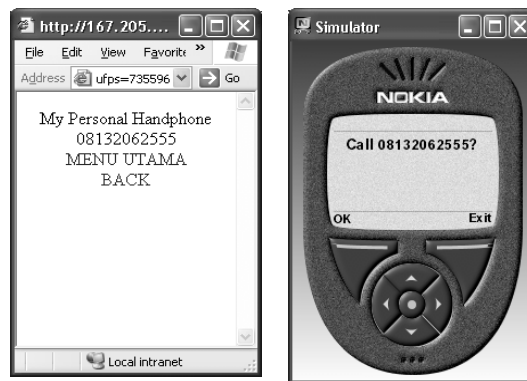 http://167.205....
File Edit View Favorite »
Address ufps=735596 Go
My Personal Handphone
08132062555
MENU UTAMA
BACK
Local intranet
Simulator
NOKIA
Call 08132062555?
OK Exit